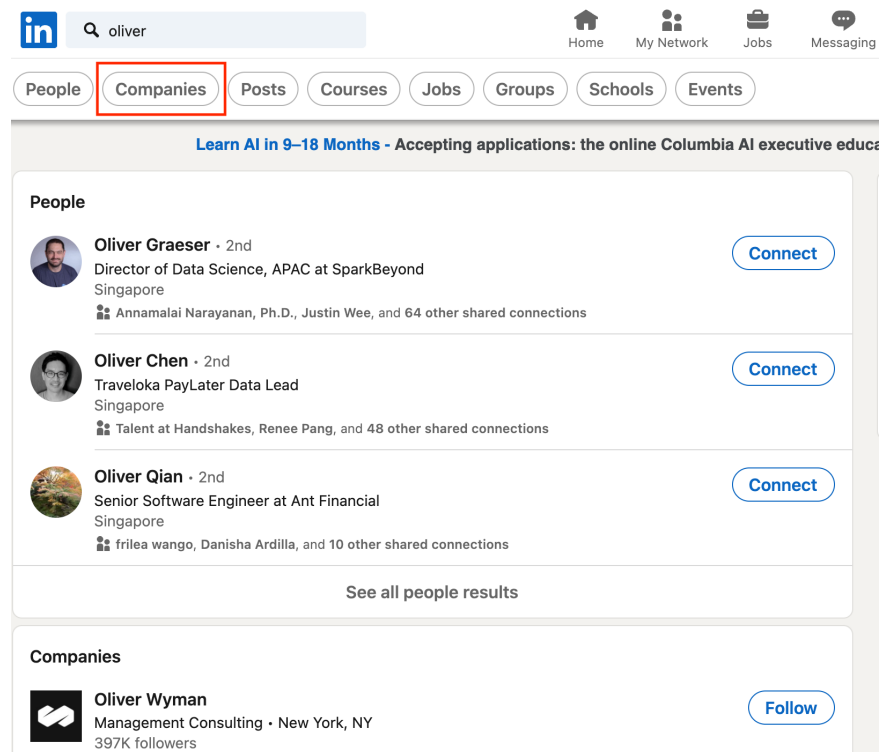 in oliver
Home My Network Jobs Messaging
People Companies Posts Courses Jobs Groups Schools Events
Learn AI in 9–18 Months - Accepting applications: the online Columbia AI executive educa
People
Oliver Graeser • 2nd
Director of Data Science, APAC at SparkBeyond
Singapore
Annamalai Narayanan, Ph.D., Justin Wee, and 64 other shared connections
Connect
Oliver Chen • 2nd
Traveloka PayLater Data Lead
Singapore
Talent at Handshakes, Renee Pang, and 48 other shared connections
Connect
Oliver Qian • 2nd
Senior Software Engineer at Ant Financial
Singapore
frilea wango, Danisha Ardilla, and 10 other shared connections
Connect
See all people results
Companies
Oliver Wyman
Management Consulting • New York, NY
397K followers
Follow